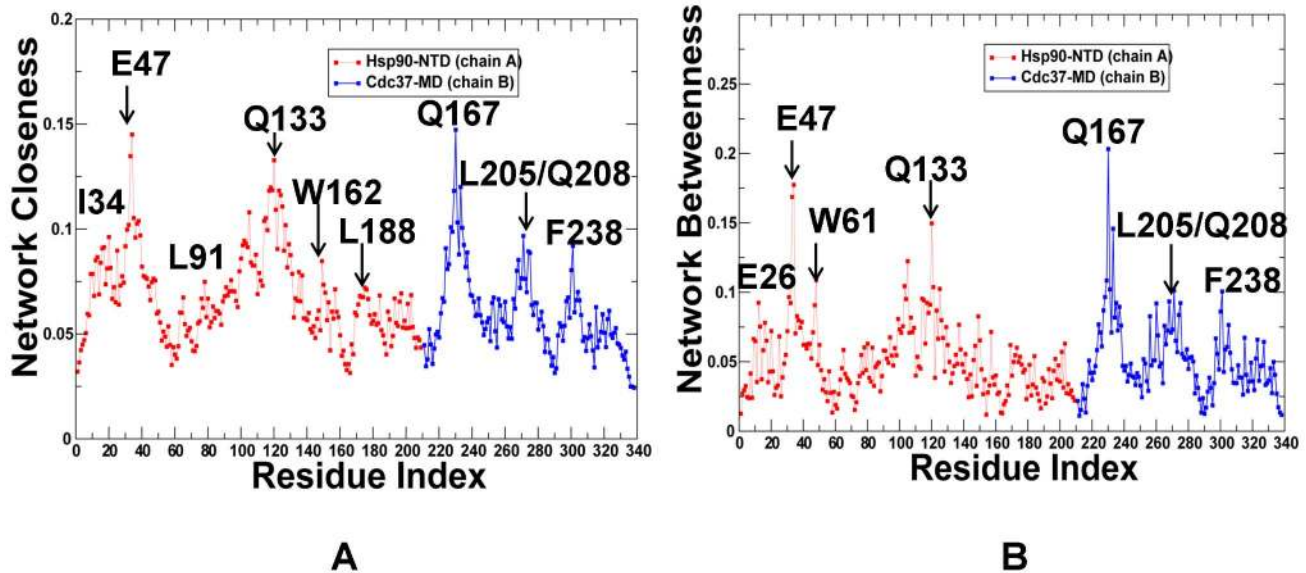 Network Closeness
0.2
0.15
0.1
0.05
0
Hsp90-NTD (chain A)
Cdc37-MD (chain B)
E47
Q133
Q167
I34
W162
L205/Q208
L91
L188
F238
0 20 40 60 80 100 120 140 160 180 200 220 240 260 280 300 320 340
Residue Index
A
Network Betweenness
0.25
0.2
0.15
0.1
0.05
0
Hsp90-NTD (chain A)
Cdc37-MD (chain B)
E47
Q133
Q167
W61
E26
L205/Q208
F238
0 20 40 60 80 100 120 140 160 180 200 220 240 260 280 300 320 340
Residue Index
B